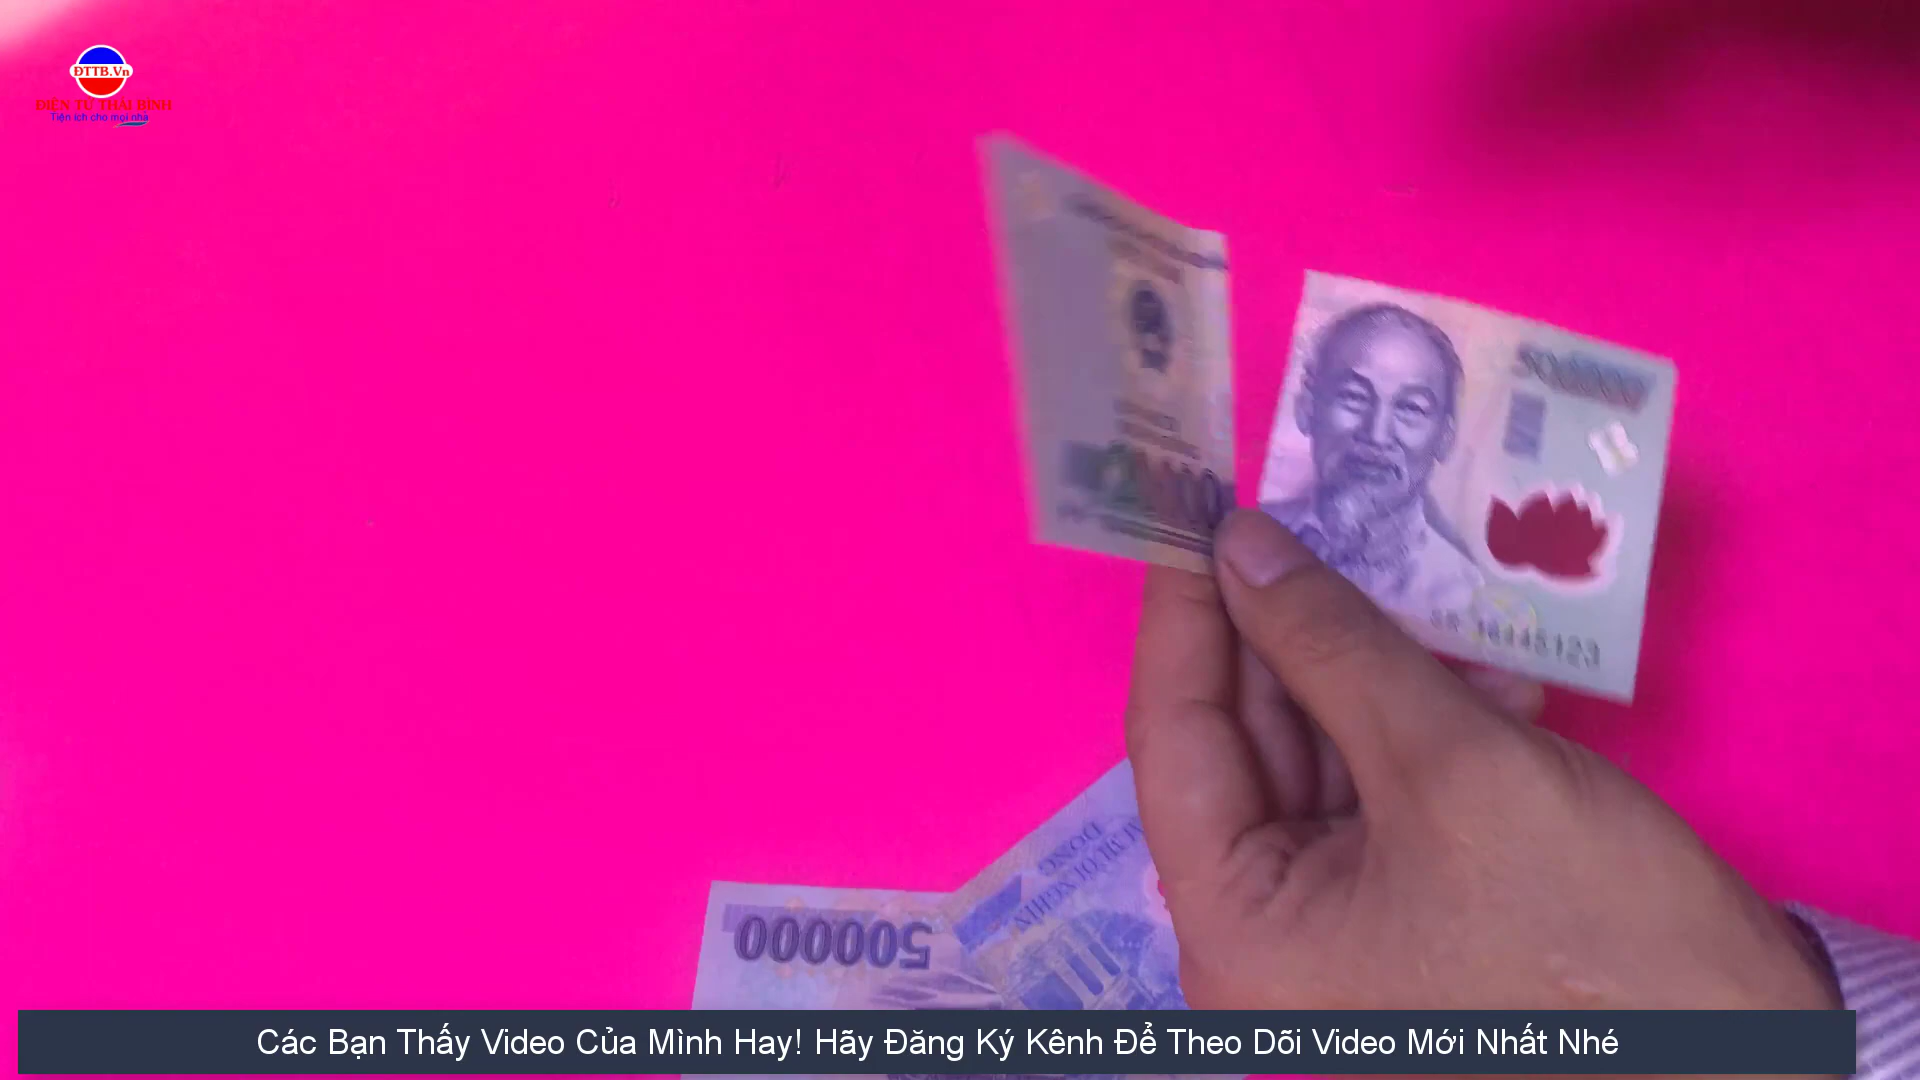 ĐTTB.Vn
ĐIỆN TỬ THÁI BÌNH
Tiện ích cho mọi nhà
500000
500000
ĐỒNG
Các Bạn Thấy Video Của Mình Hay! Hãy Đăng Ký Kênh Để Theo Dõi Video Mới Nhất Nhé